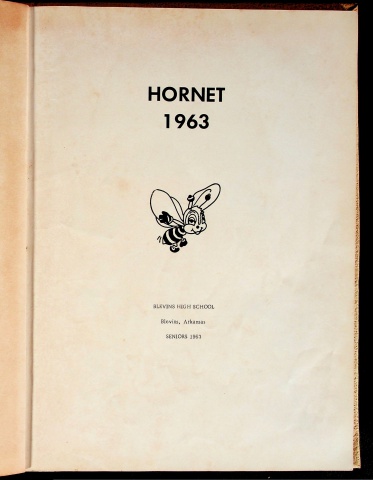 HORNET
1963
BLEVINS HIGH SCHOOL
Blevins, Arkansas
SENIORS 1963